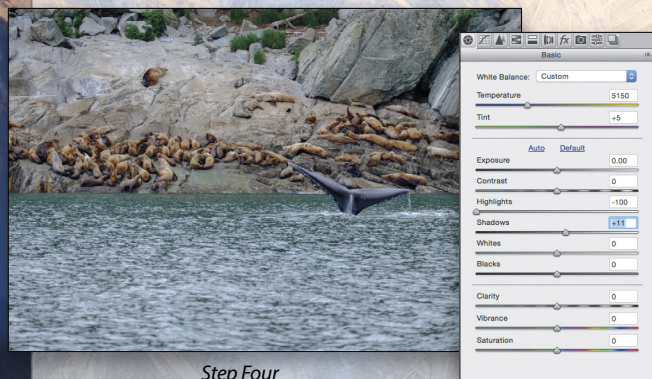 Step Four
fx
Basic
White Balance: Custom
Temperature 5150
Tint +5
Auto Default
Exposure 0.00
Contrast 0
Highlights -100
Shadows +11
Whites 0
Blacks 0
Clarity 0
Vibrance 0
Saturation 0